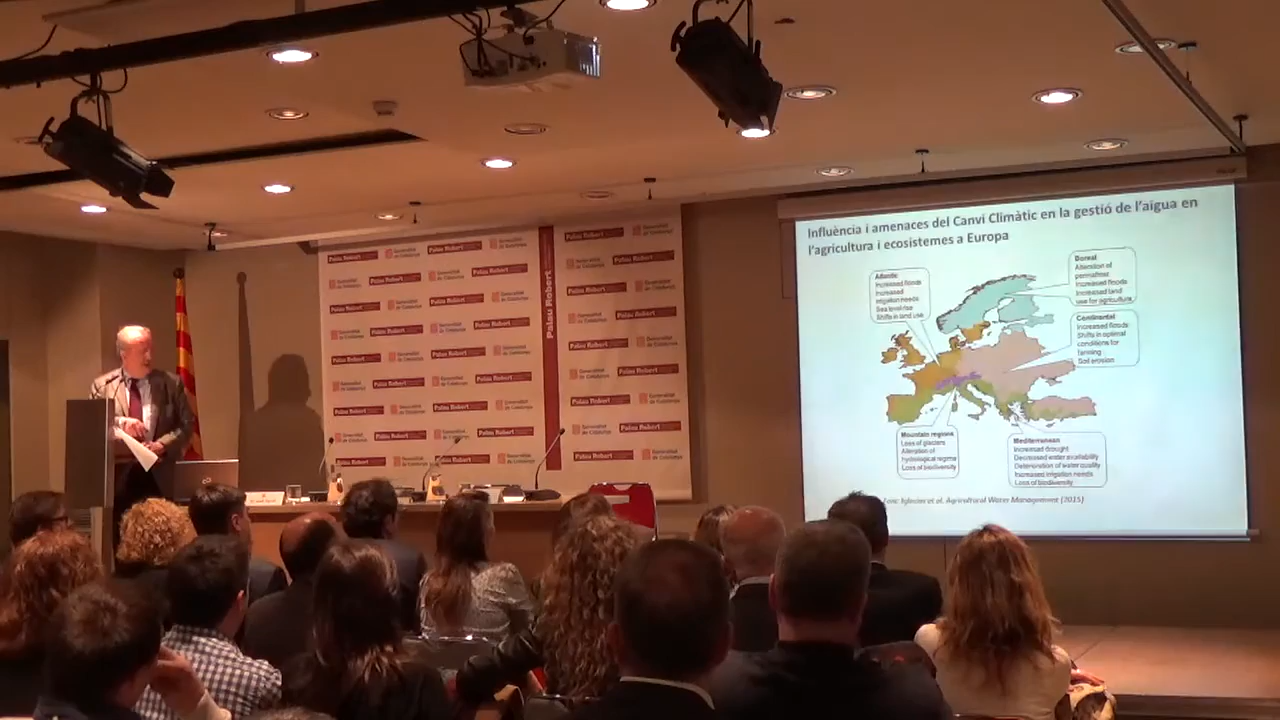 Influència i amenaces del Canvi Climàtic en la gestió de l'aigua en
l'agricultura i ecosistemes a Europa
Atlantic
Increased floods
Increased
irrigation needs
Sea level rise
Shifts in land use
Boreal
Alteration of
permafrost
Increased floods
Increased land
use for agriculture
Continental
Increased floods
Shifts in optimal
conditions for
farming
Soil erosion
Mountain regions
Loss of glaciers
Alteration of
hydrological regime
Loss of biodiversity
Mediterranean
Increased drought
Decreased water availability
Deterioration of water quality
Increased irrigation needs
Loss of biodiversity
Iglesias et al. Agricultural Water Management (2015)
Palau Robert
Generalitat
de Catalunya